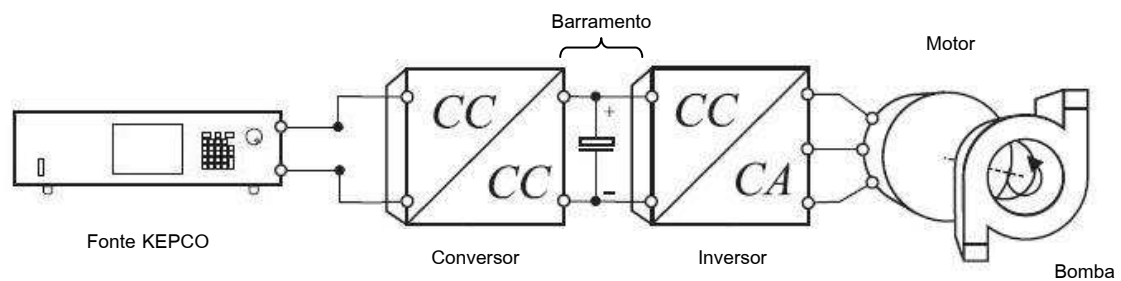 Barramento
Motor
CC
CC
+
CC
CA
−
Fonte KEPCO
Conversor
Inversor
Bomba